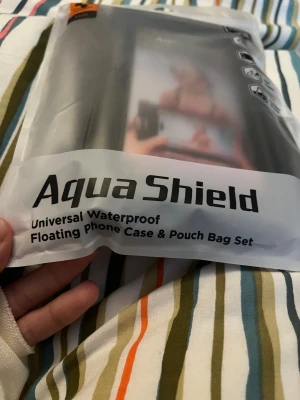 Aqua Shield
Universal Waterproof
Floating phone Case & Pouch Bag Set